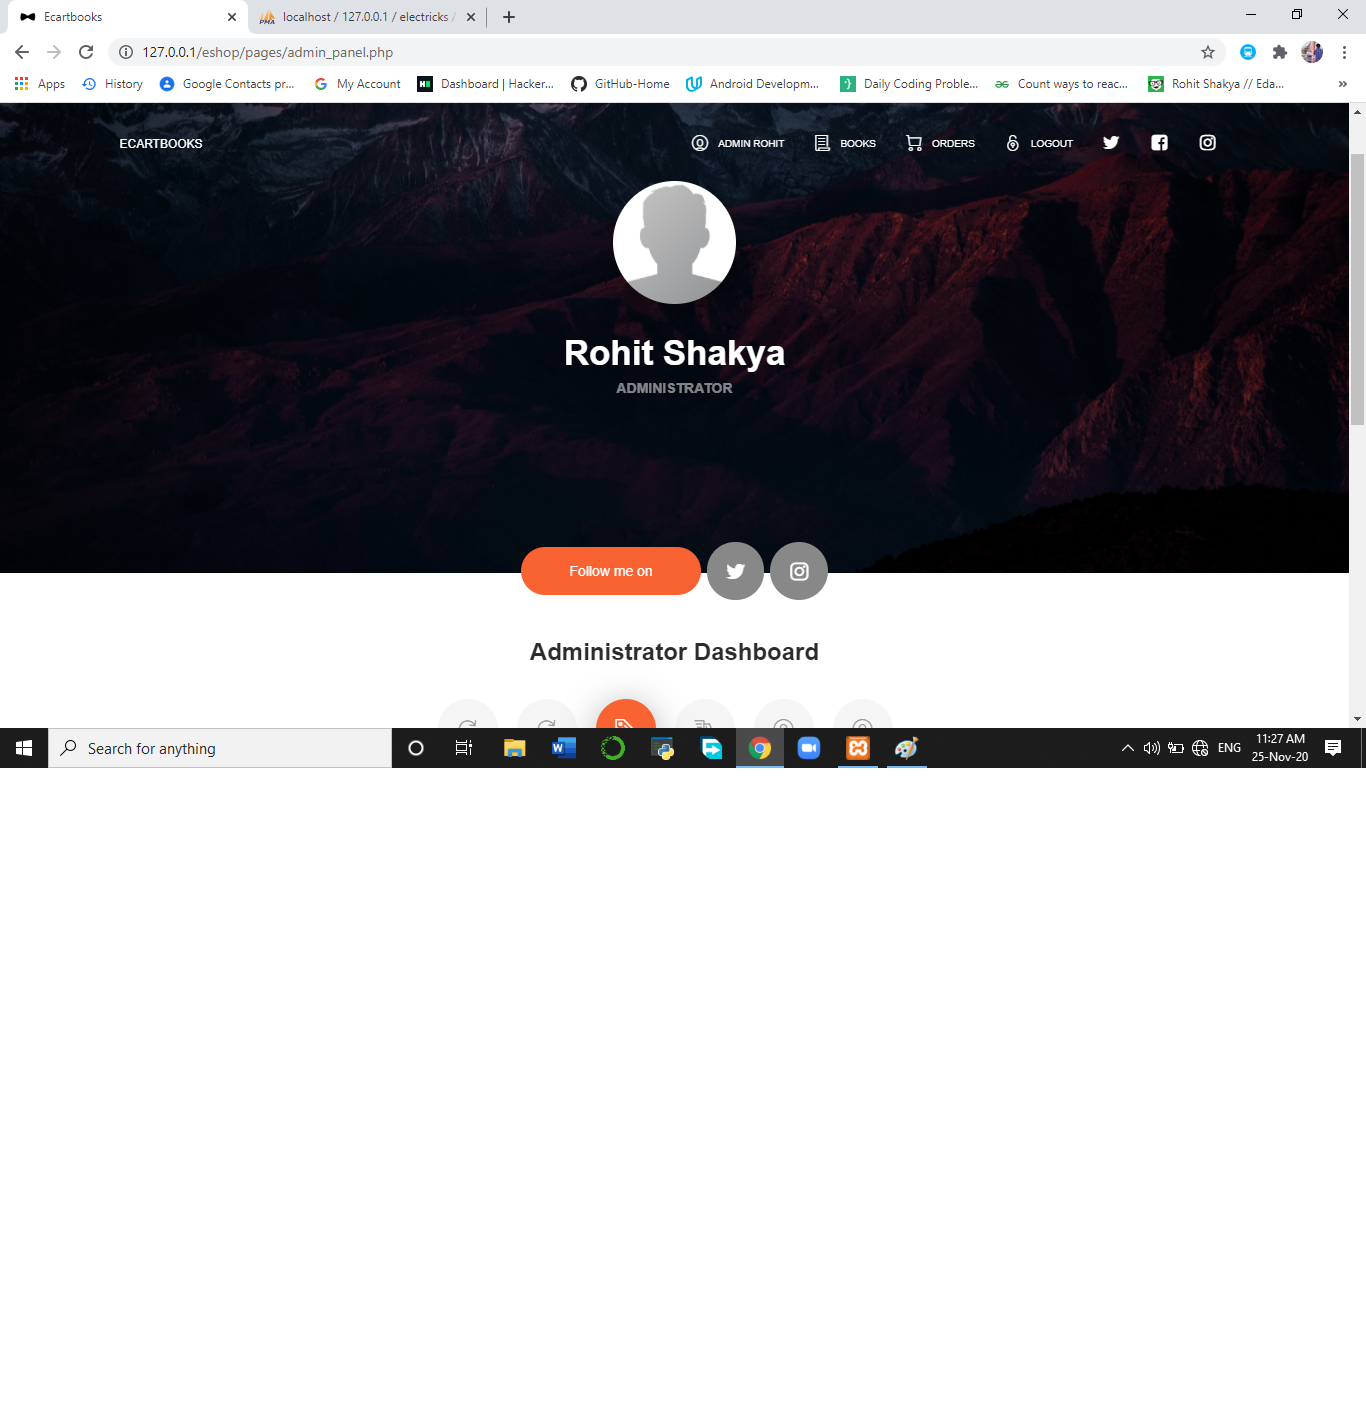 Ecartbooks
localhost / 127.0.0.1 / electricks /
127.0.0.1/eshop/pages/admin_panel.php
Apps
History
Google Contacts pr...
My Account
Dashboard | Hacker...
GitHub-Home
Android Developm...
Daily Coding Proble...
Count ways to reac...
Rohit Shakya // Eda...
ECARTBOOKS
ADMIN ROHIT
BOOKS
ORDERS
LOGOUT
Rohit Shakya
ADMINISTRATOR
Follow me on
Administrator Dashboard
Search for anything
ENG
11:27 AM
25-Nov-20